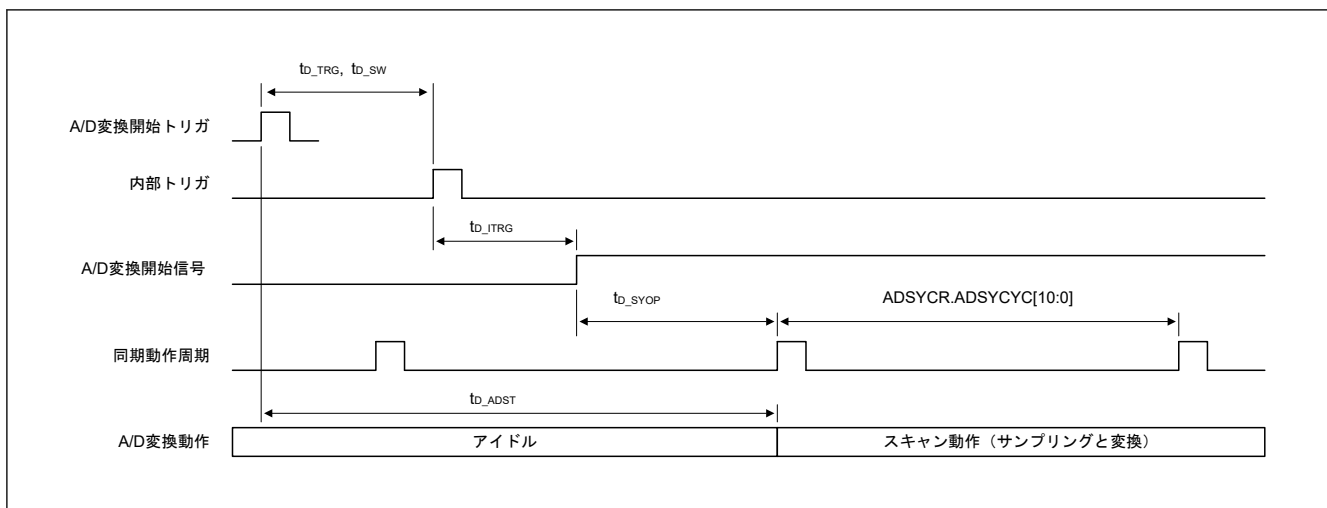 tD_TRG, tD_SW
A/D変換開始トリガ
内部トリガ
tD_ITRG
A/D変換開始信号
tD_SYOP
ADSYCR.ADSYCYC[10:0]
同期動作周期
tD_ADST
A/D変換動作
アイドル
スキャン動作（サンプリングと変換）